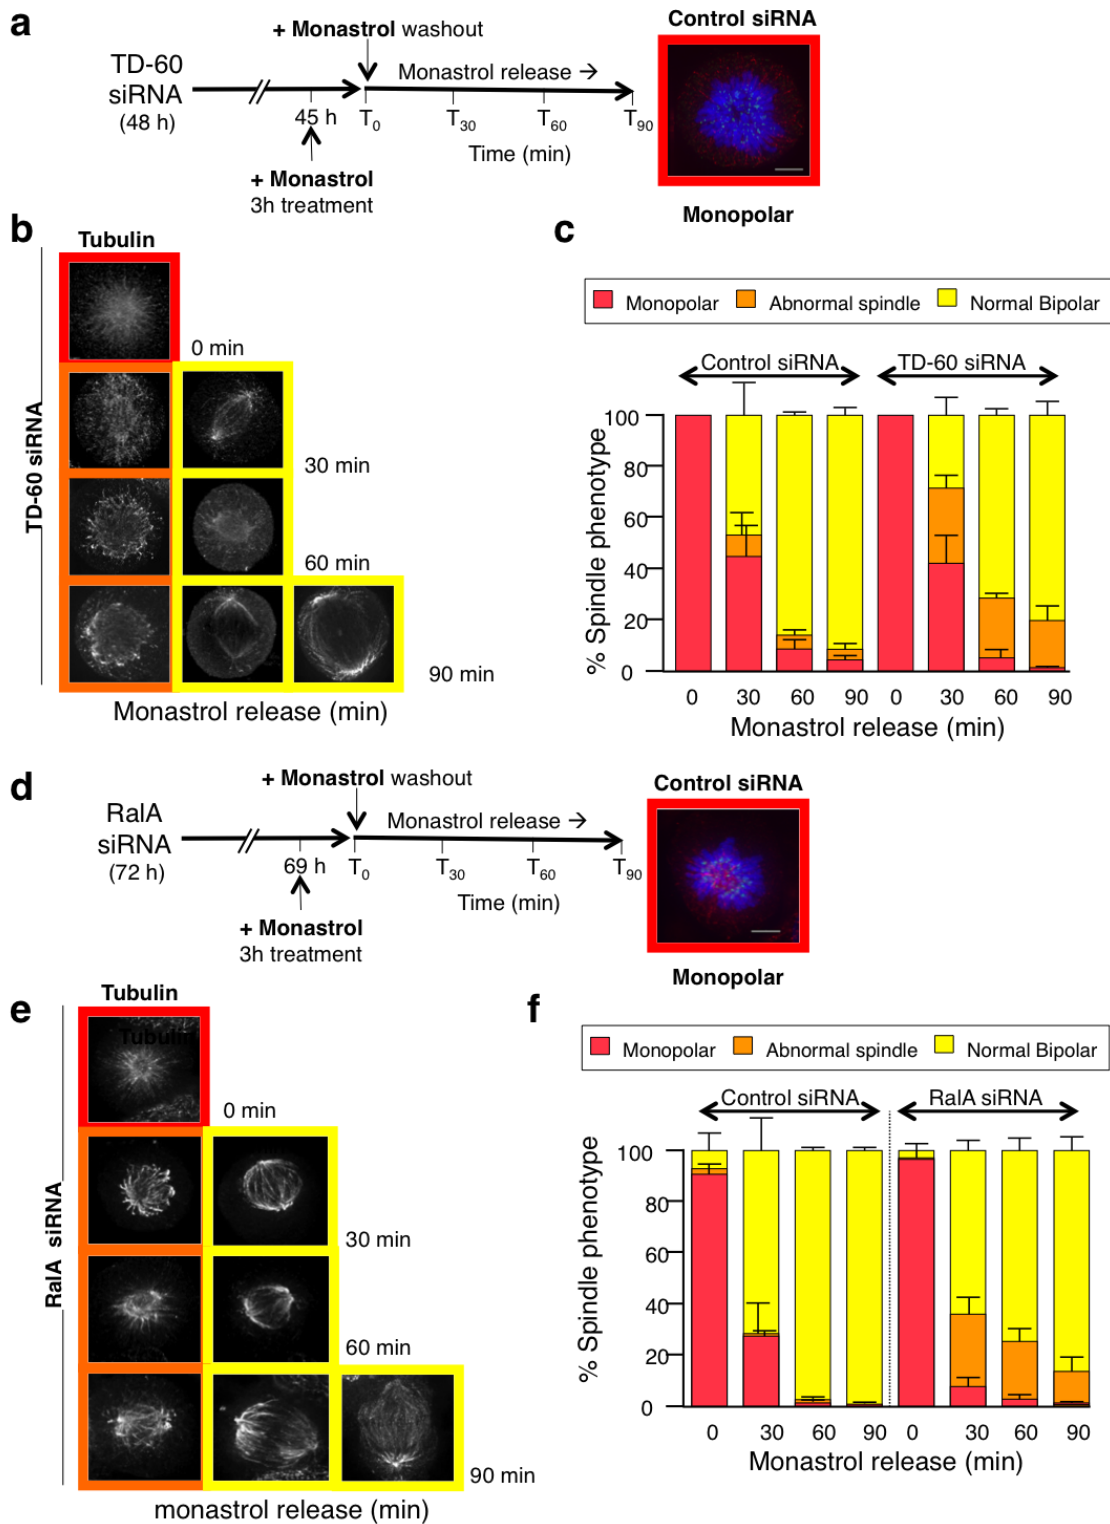 a
+ Monastrol washout
Control siRNA
TD-60
siRNA
(48 h)
Monastrol release →
45 h
T0
T30
T60
T90
Time (min)
+ Monastrol
3h treatment
Monopolar
b
Tubulin
TD-60 siRNA
0 min
30 min
60 min
90 min
Monastrol release (min)
c
Monopolar
Abnormal spindle
Normal Bipolar
Control siRNA
TD-60 siRNA
% Spindle phenotype
100
80
60
40
20
0
0 30 60 90 0 30 60 90
Monastrol release (min)
d
+ Monastrol washout
Control siRNA
RalA
siRNA
(72 h)
Monastrol release →
69 h
T0
T30
T60
T90
Time (min)
+ Monastrol
3h treatment
Monopolar
e
Tubulin
Tubulin
RalA siRNA
0 min
30 min
60 min
90 min
monastrol release (min)
f
Monopolar
Abnormal spindle
Normal Bipolar
Control siRNA
RalA siRNA
% Spindle phenotype
100
80
60
40
20
0
0 30 60 90 0 30 60 90
Monastrol release (min)